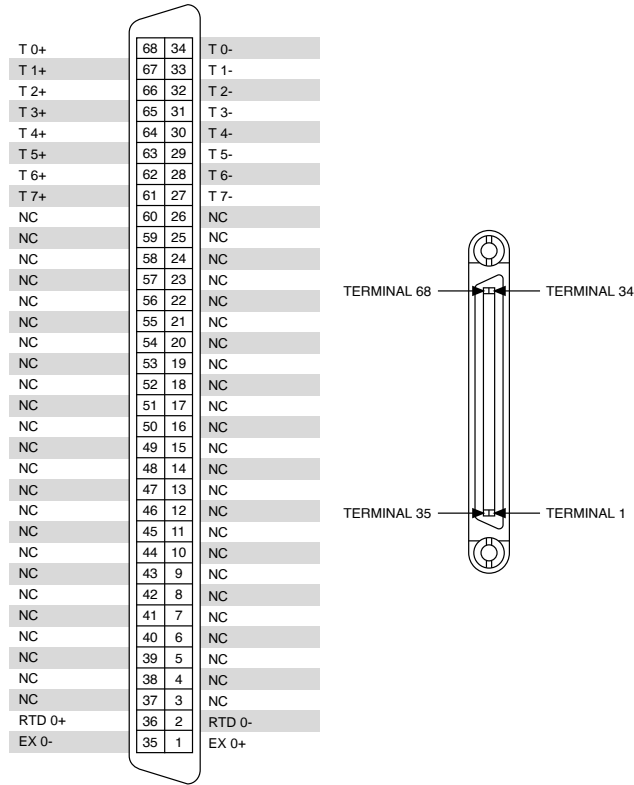 T 0+ 68 34 T 0-
T 1+ 67 33 T 1-
T 2+ 66 32 T 2-
T 3+ 65 31 T 3-
T 4+ 64 30 T 4-
T 5+ 63 29 T 5-
T 6+ 62 28 T 6-
T 7+ 61 27 T 7-
NC 60 26 NC
NC 59 25 NC
NC 58 24 NC
NC 57 23 NC
NC 56 22 NC
NC 55 21 NC
NC 54 20 NC
NC 53 19 NC
NC 52 18 NC
NC 51 17 NC
NC 50 16 NC
NC 49 15 NC
NC 48 14 NC
NC 47 13 NC
NC 46 12 NC
NC 45 11 NC
NC 44 10 NC
NC 43 9 NC
NC 42 8 NC
NC 41 7 NC
NC 40 6 NC
NC 39 5 NC
NC 38 4 NC
NC 37 3 NC
RTD 0+ 36 2 RTD 0-
EX 0- 35 1 EX 0+
TERMINAL 68 TERMINAL 34
TERMINAL 35 TERMINAL 1